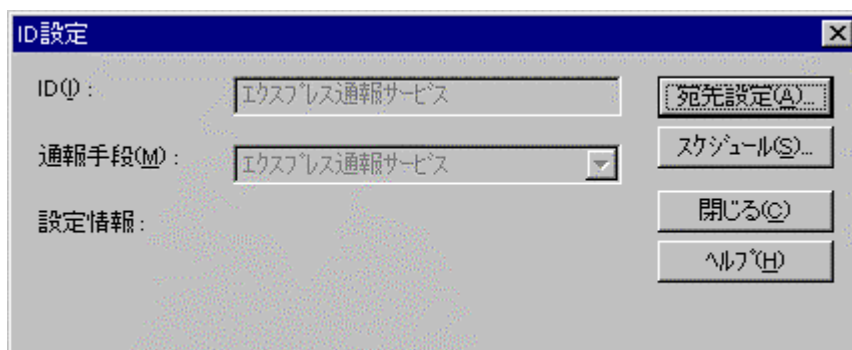 ID設定
ID(I) :
エクスプレス通報サービス
宛先設定(A)...
通報手段(M) :
エクスプレス通報サービス
スケジュール(S)...
設定情報 :
閉じる(C)
ヘルプ(H)